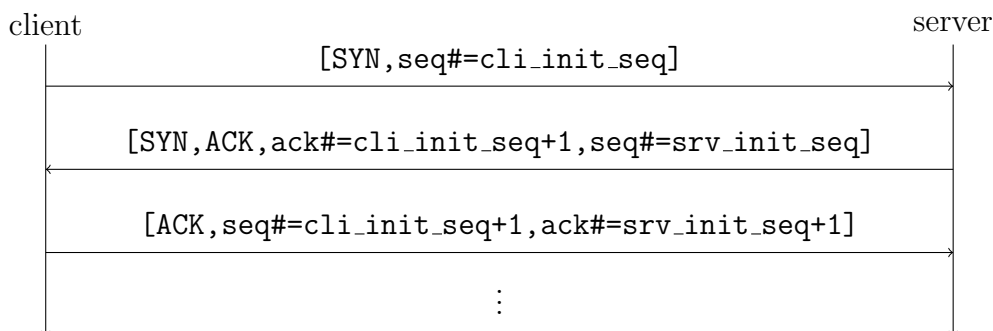 client server
[SYN,seq#=cli_init_seq]
[SYN,ACK,ack#=cli_init_seq+1,seq#=srv_init_seq]
[ACK,seq#=cli_init_seq+1,ack#=srv_init_seq+1]
⋮